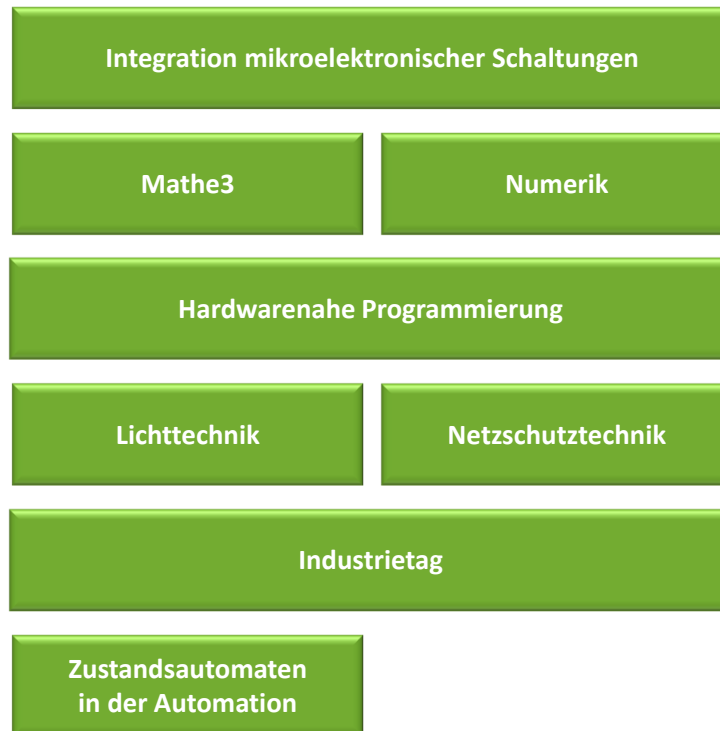 Integration mikroelektronischer Schaltungen
Mathe3
Numerik
Hardwarenahe Programmierung
Lichttechnik
Netzschutztechnik
Industrietag
Zustandsautomaten
in der Automation